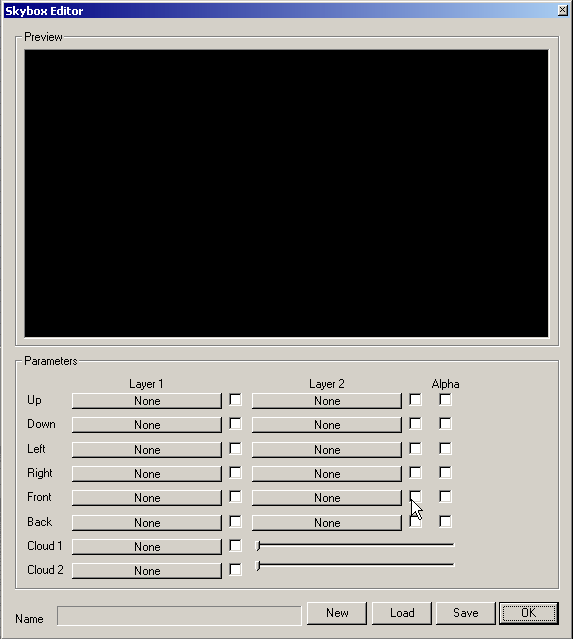 Skybox Editor
Preview
Parameters
Layer 1 Layer 2 Alpha
Up None None
Down None None
Left None None
Right None None
Front None None
Back None None
Cloud 1 None
Cloud 2 None
Name New Load Save OK